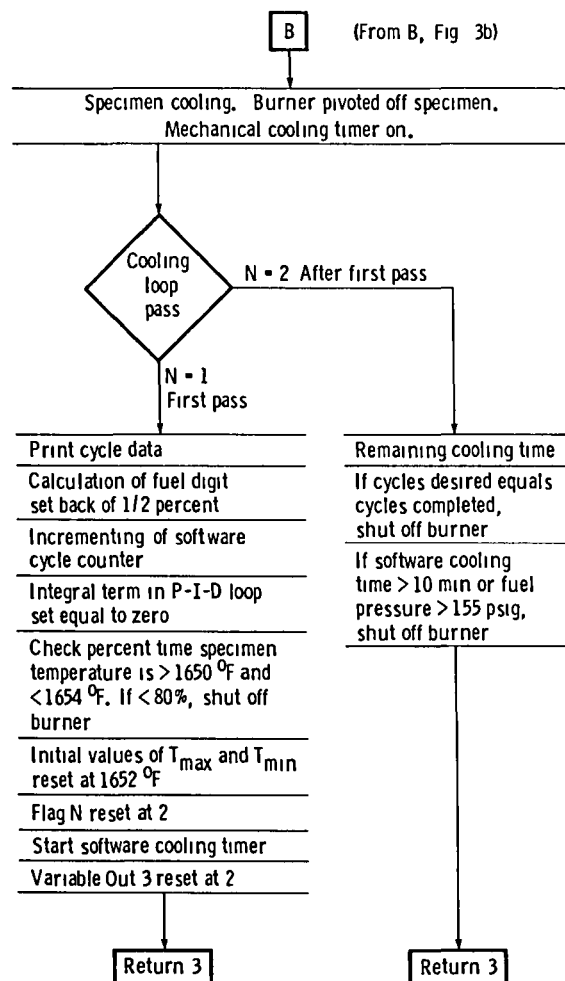 B (From B, Fig 3b)
Specimen cooling. Burner pivoted off specimen.
Mechanical cooling timer on.
Cooling
loop
pass
N = 2 After first pass
N = 1
First pass
Print cycle data
Calculation of fuel digit
set back of 1/2 percent
Incrementing of software
cycle counter
Integral term in P-I-D loop
set equal to zero
Check percent time specimen
temperature is > 1650 °F and
< 1654 °F. If < 80%, shut off
burner
Initial values of Tmax and Tmin
reset at 1652 °F
Flag N reset at 2
Start software cooling timer
Variable Out 3 reset at 2
Return 3
Remaining cooling time
If cycles desired equals
cycles completed,
shut off burner
If software cooling
time > 10 min or fuel
pressure > 155 psig,
shut off burner
Return 3